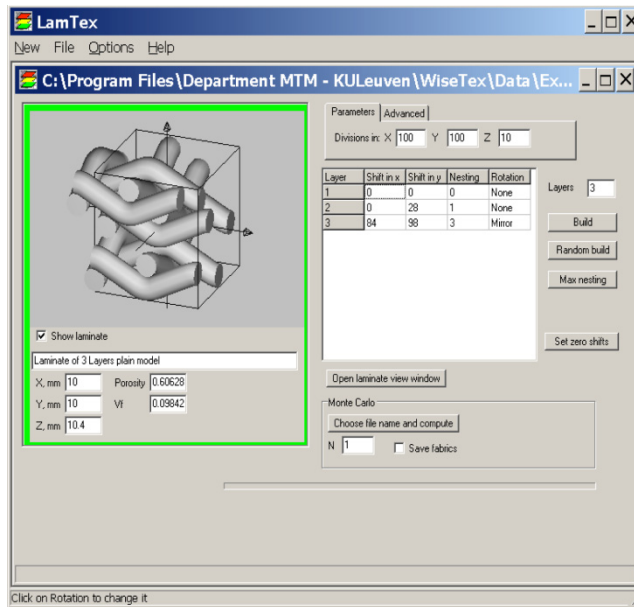 LamTex
New File Options Help
C:\Program Files\Department MTM - KULeuven\WiseTex\Data\Ex...
Parameters Advanced
Divisions in: X 100 Y 100 Z 10
Layer Shift in x Shift in y Nesting Rotation
1 0 0 0 None
2 0 28 1 None
3 84 98 3 Mirror
Layers 3
Build
Random build
Max nesting
Set zero shifts
Show laminate
Laminate of 3 Layers plain model
X, mm 10 Porosity 0.60628
Y, mm 10 Vf 0.09842
Z, mm 10.4
Open laminate view window
Monte Carlo
Choose file name and compute
N 1 Save fabrics
Click on Rotation to change it